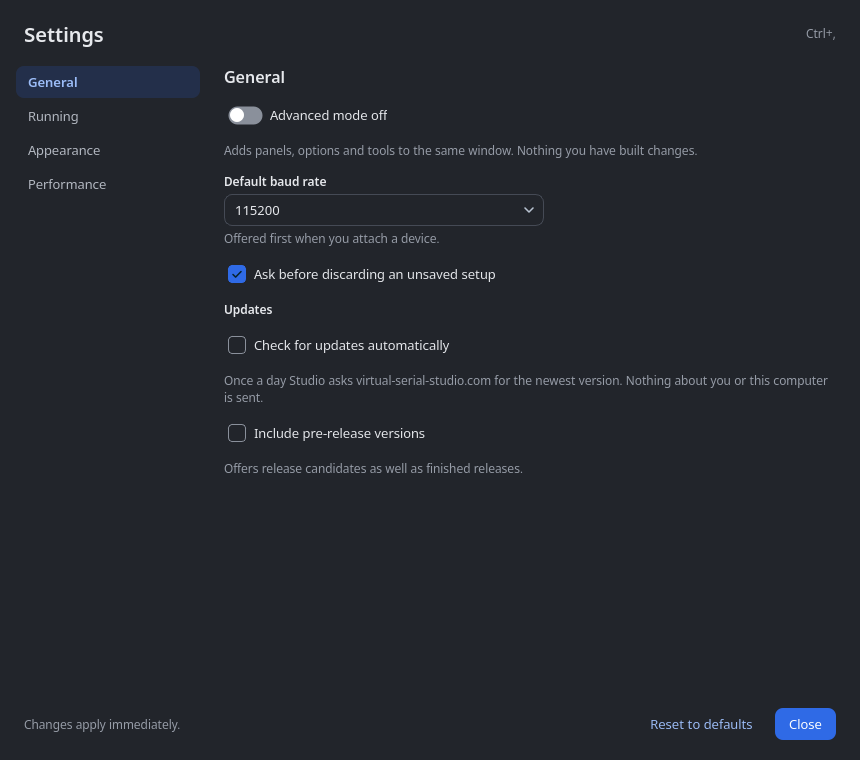 Settings
Ctrl+,
General
Running
Appearance
Performance
General
Advanced mode off
Adds panels, options and tools to the same window. Nothing you have built changes.
Default baud rate
115200
Offered first when you attach a device.
Ask before discarding an unsaved setup
Updates
Check for updates automatically
Once a day Studio asks virtual-serial-studio.com for the newest version. Nothing about you or this computer
is sent.
Include pre-release versions
Offers release candidates as well as finished releases.
Changes apply immediately.
Reset to defaults
Close